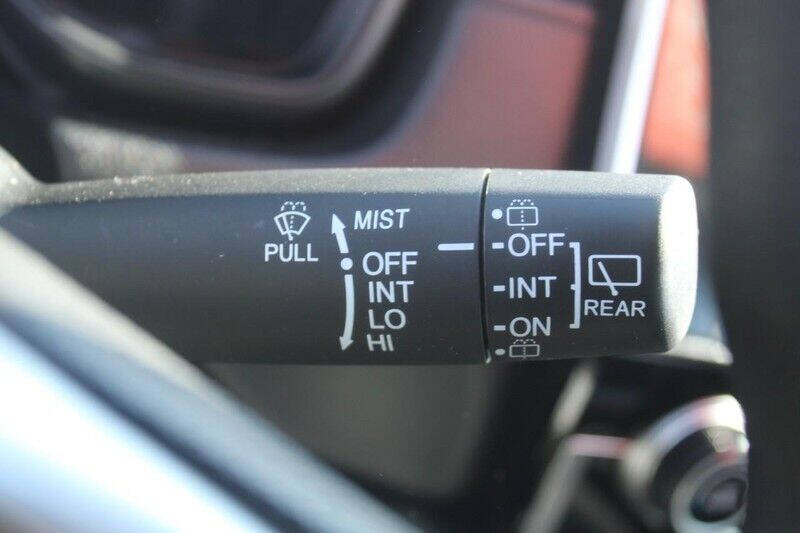 MIST
PULL
OFF
INT
LO
HI
OFF
INT
ON
REAR